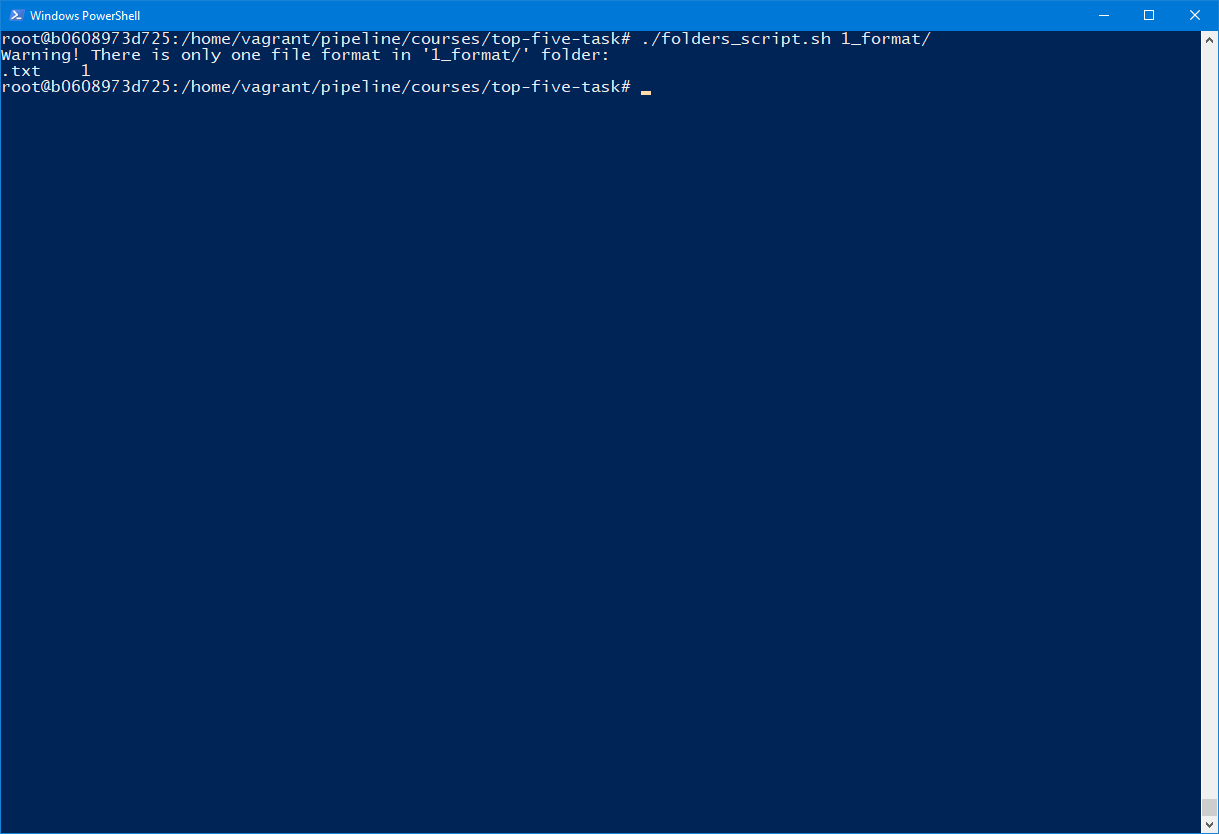 Windows PowerShell
root@b0608973d725:/home/vagrant/pipeline/courses/top-five-task# ./folders_script.sh 1_format/
Warning! There is only one file format in '1_format/' folder:
.txt    1
root@b0608973d725:/home/vagrant/pipeline/courses/top-five-task#